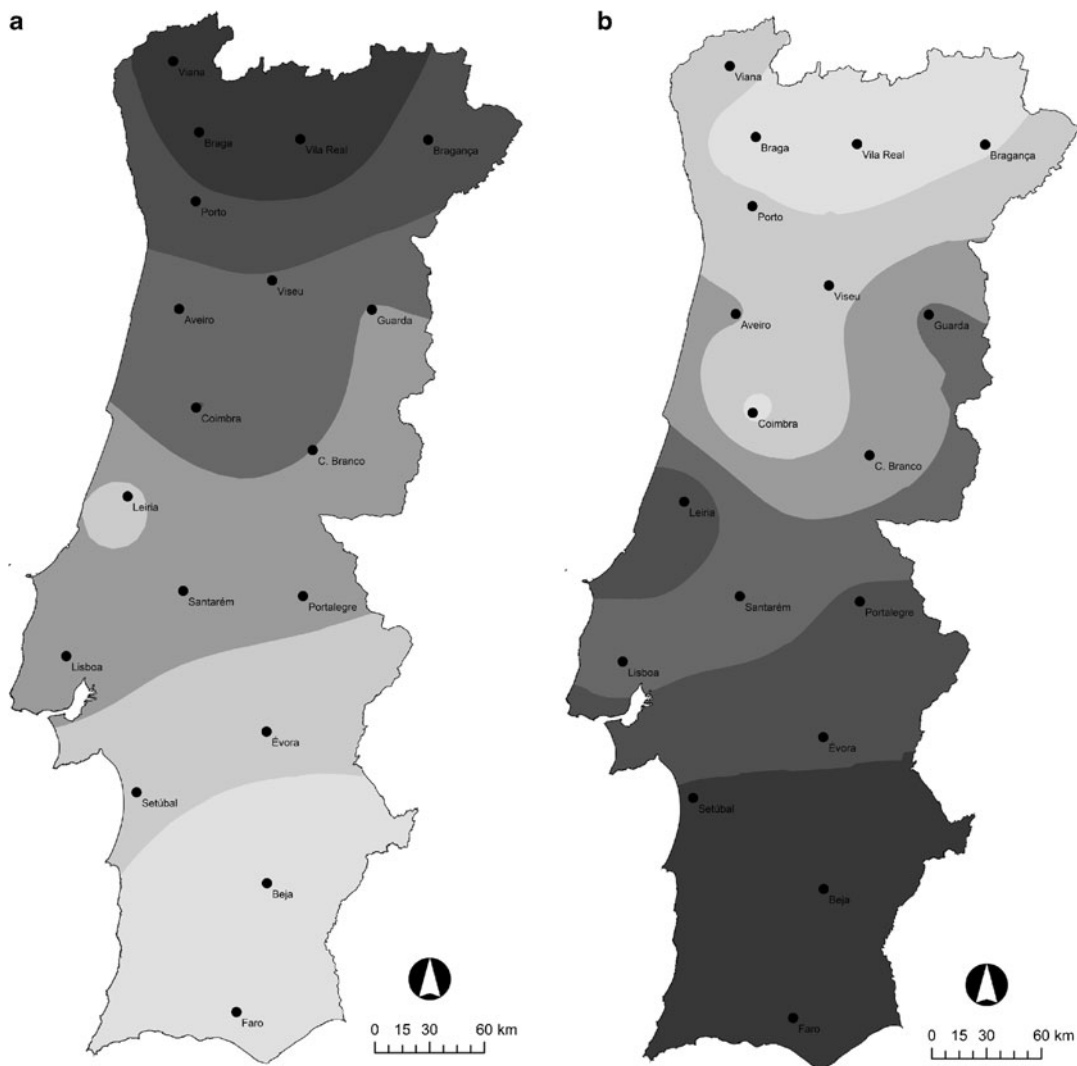 a
Viana
Braga
Vila Real
Bragança
Porto
Viseu
Aveiro
Guarda
Coimbra
C. Branco
Leiria
Santarém
Portalegre
Lisboa
Évora
Setúbal
Beja
Faro
0 15 30 60 km
b
Viana
Braga
Vila Real
Bragança
Porto
Viseu
Aveiro
Guarda
Coimbra
C. Branco
Leiria
Santarém
Portalegre
Lisboa
Évora
Setúbal
Beja
Faro
0 15 30 60 km